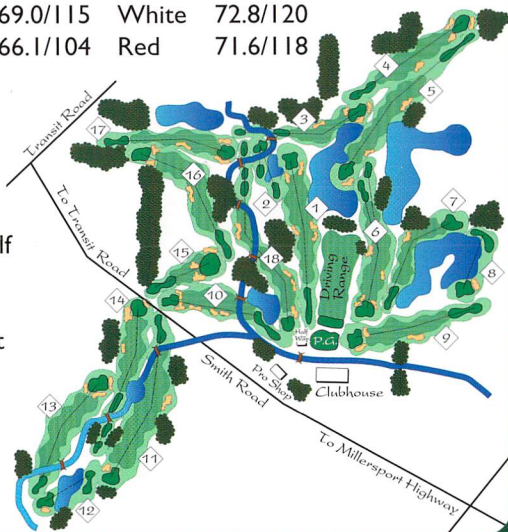 69.0/115 White 72.8/120
66.1/104 Red 71.6/118
4
5
3
Transit Road
17
16
2
1
7
To Transit Road
lf
6
18
15
8
Driving
Range
10
14
9
t
Half
Way
P.G.
Smith Road
Pro Shop
Clubhouse
13
To Millersport Highway
11
12